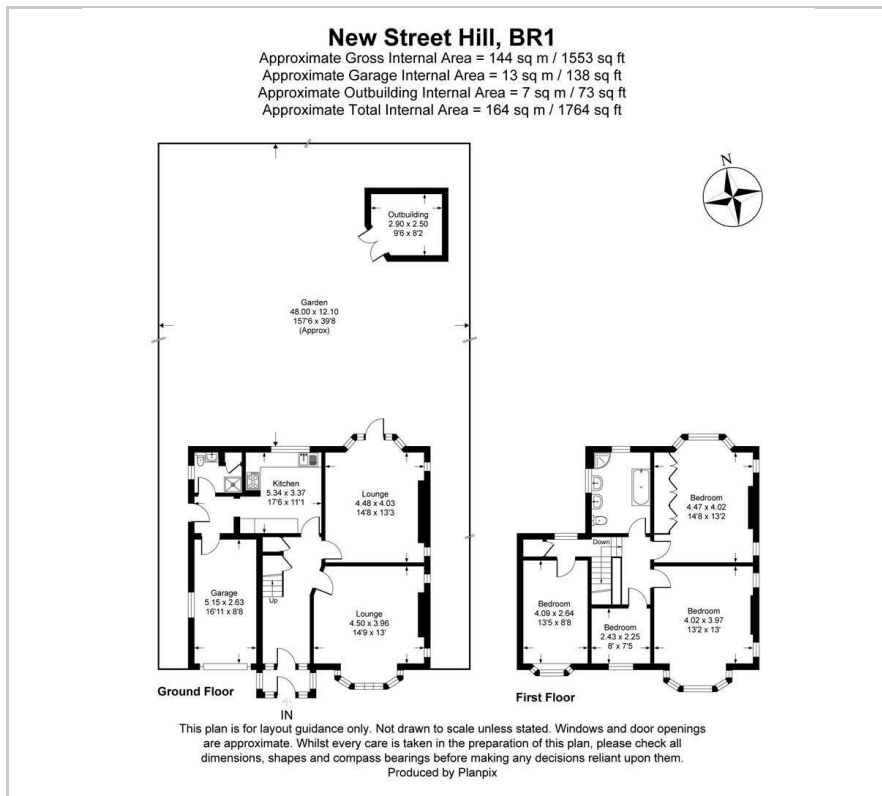 New Street Hill, BR1
Approximate Gross Internal Area = 144 sq m / 1553 sq ft
Approximate Garage Internal Area = 13 sq m / 138 sq ft
Approximate Outbuilding Internal Area = 7 sq m / 73 sq ft
Approximate Total Internal Area = 164 sq m / 1764 sq ft
N
Outbuilding
2.90 x 2.50
9'6 x 8'2
Garden
48.00 x 12.10
157'6 x 39'8
(Approx)
Kitchen
5.34 x 3.37
17'6 x 11'1
Lounge
4.48 x 4.03
14'8 x 13'3
Garage
5.15 x 2.63
16'11 x 8'8
Up
Lounge
4.50 x 3.96
14'9 x 13'
IN
Ground Floor
Bedroom
4.47 x 4.02
14'8 x 13'2
Down
Bedroom
4.09 x 2.64
13'5 x 8'8
Bedroom
2.43 x 2.25
8' x 7'5
Bedroom
4.02 x 3.97
13'2 x 13'
First Floor
This plan is for layout guidance only. Not drawn to scale unless stated. Windows and door openings
are approximate. Whilst every care is taken in the preparation of this plan, please check all
dimensions, shapes and compass bearings before making any decisions reliant upon them.
Produced by Planpix